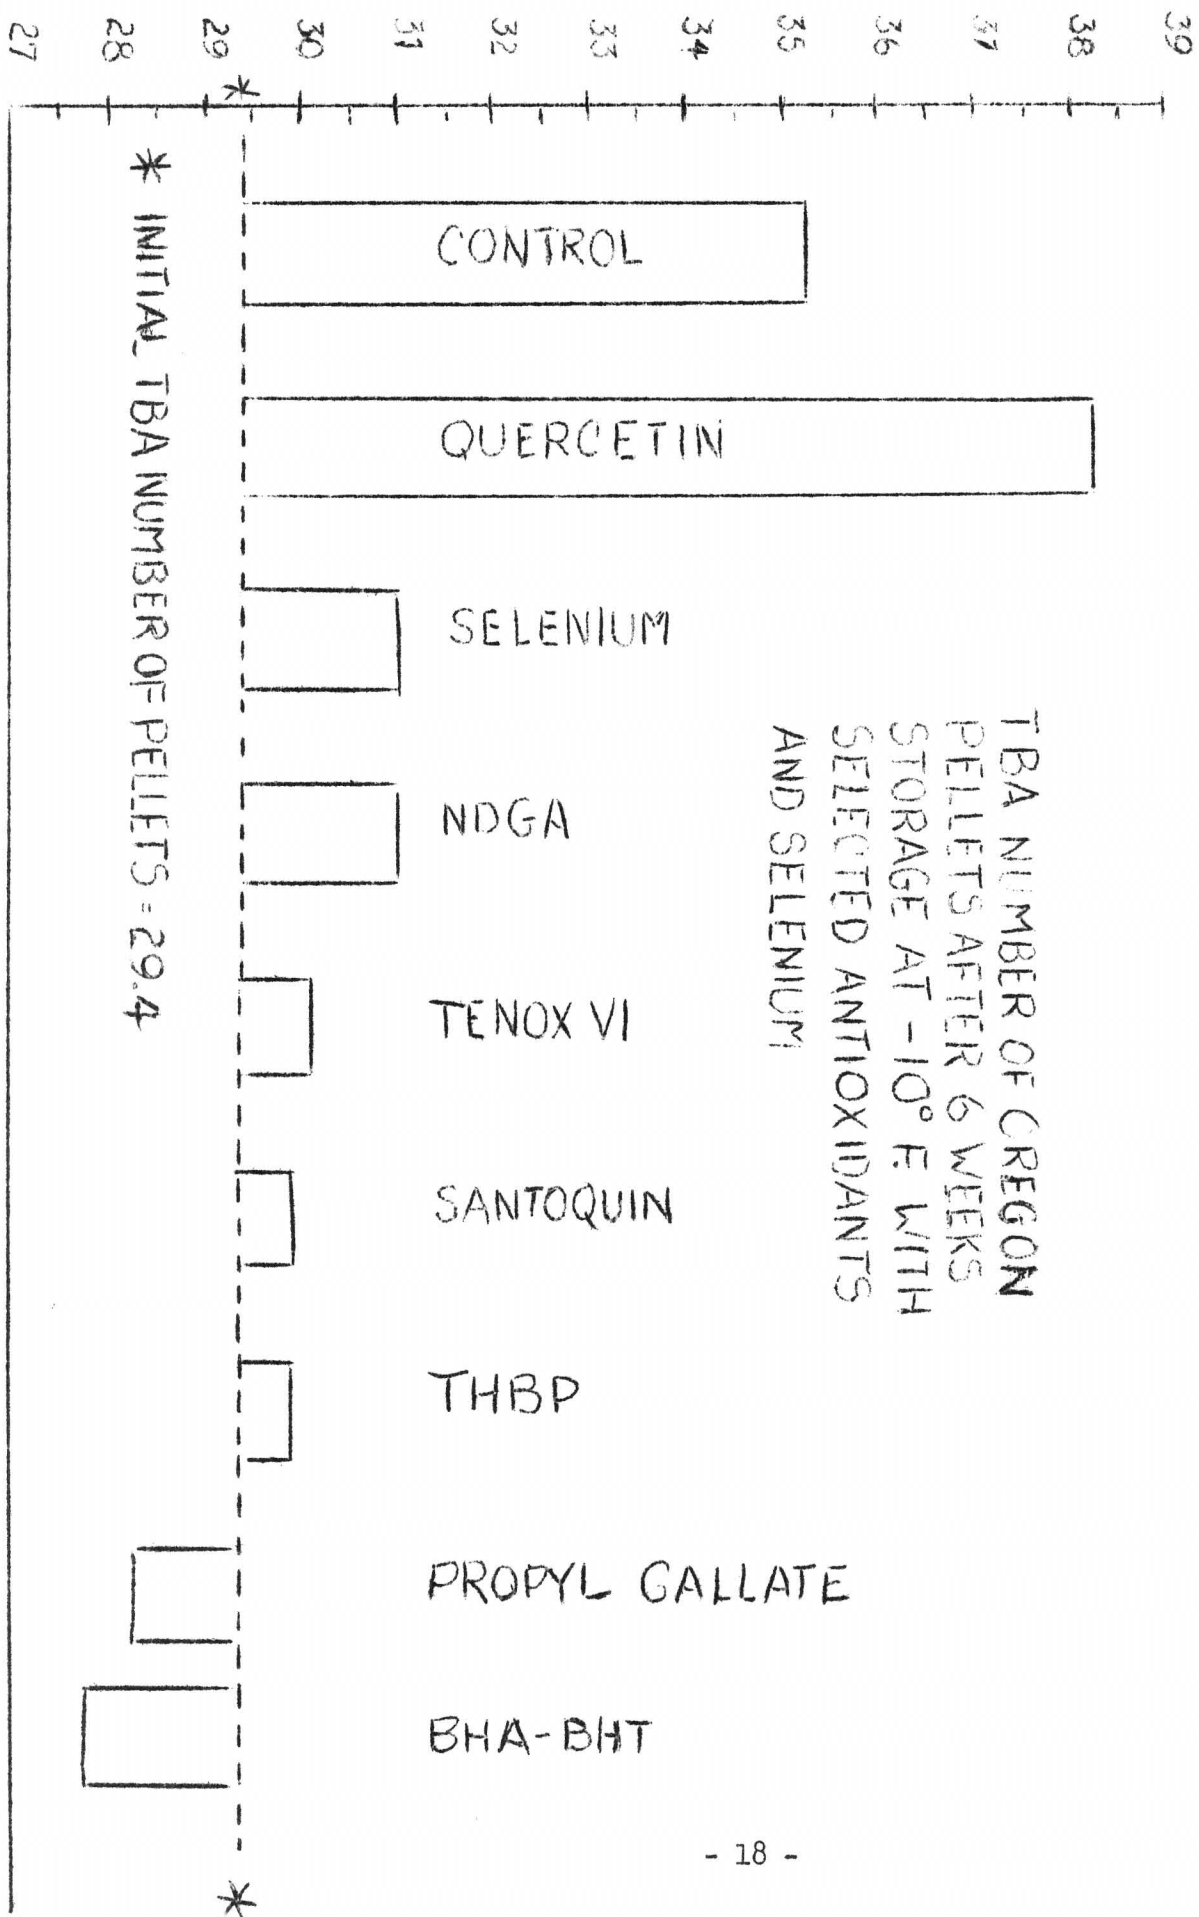 27 28 29 30 31 32 33 34 35 36 37 38 39
*
* INITIAL TBA NUMBER OF PELLETS = 29.4
CONTROL
QUERCETIN
SELENIUM
NDGA
TENOX VI
SANTOQUIN
THBP
PROPYL GALLATE
BHA-BHT
TBA NUMBER OF OREGON
PELLETS AFTER 6 WEEKS
STORAGE AT -10° F. WITH
SELECTED ANTIOXIDANTS
AND SELENIUM
- 18 -
*